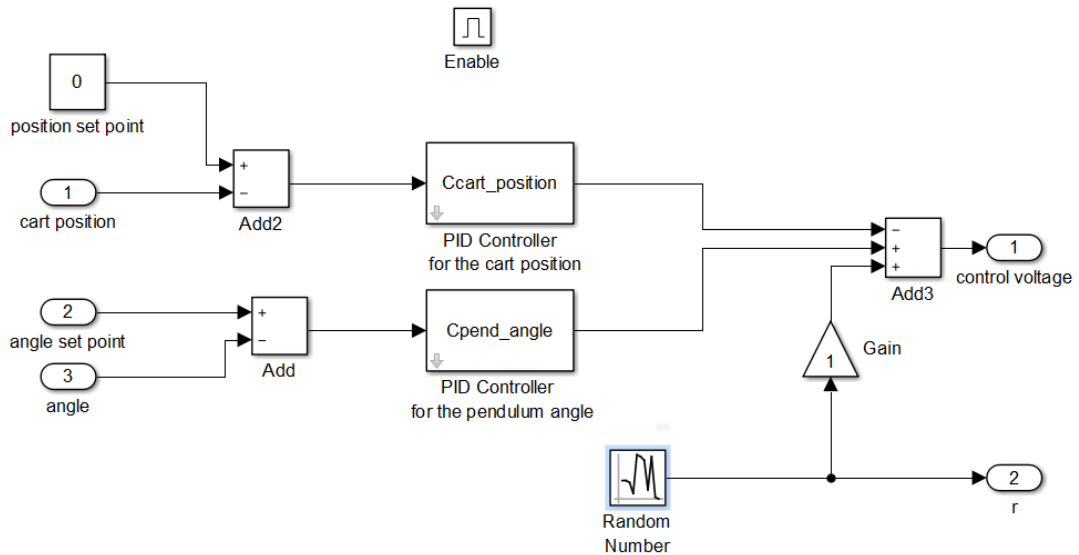 Enable
0
position set point
1
cart position
+
−
Add2
Ccart_position
PID Controller
for the cart position
2
angle set point
3
angle
+
−
Add
Cpend_angle
PID Controller
for the pendulum angle
−
+
+
Add3
1
control voltage
1
Gain
Random
Number
2
r